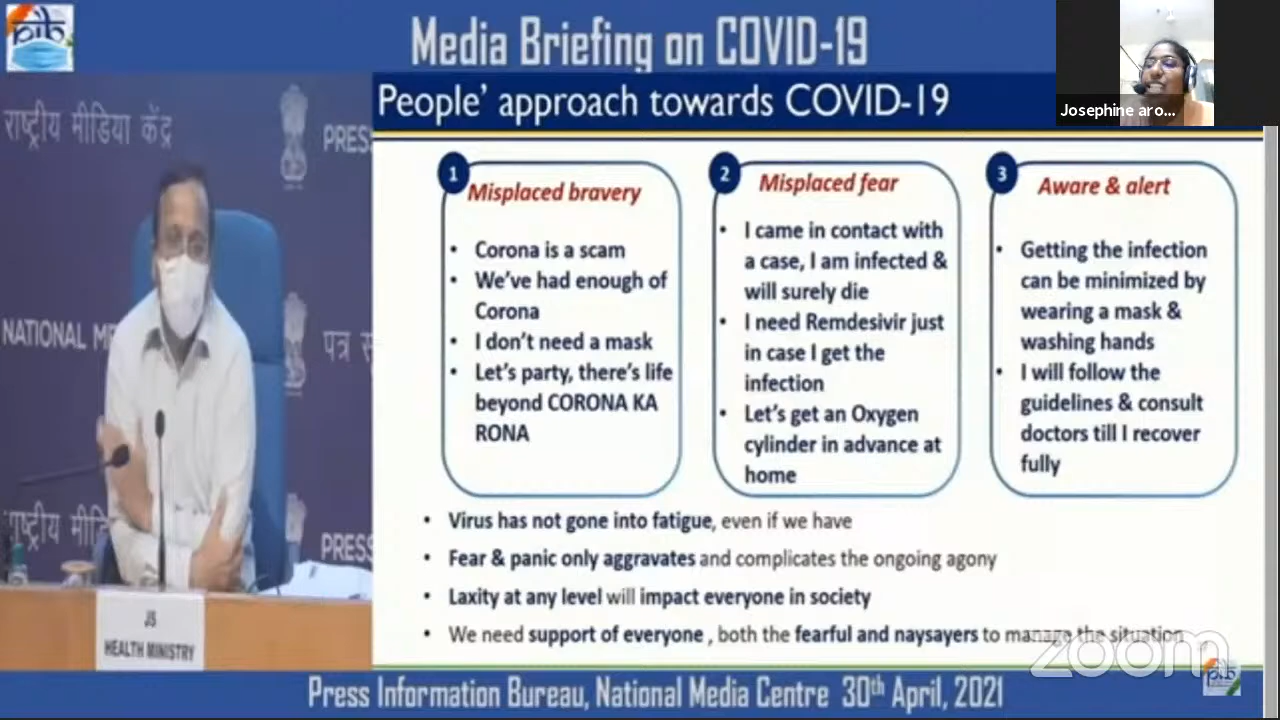 पीआईबी
Media Briefing on COVID-19
People' approach towards COVID-19
Josephine aro...
राष्ट्रीय मीडिया केंद्र
PRESS
NATIONAL ME
पत्र स
राष्ट्रीय मीडि
PRESS
JS
HEALTH MINISTRY
1
Misplaced bravery
• Corona is a scam
• We've had enough of
Corona
• I don't need a mask
• Let's party, there's life
beyond CORONA KA
RONA
2
Misplaced fear
• I came in contact with
a case, I am infected &
will surely die
• I need Remdesivir just
in case I get the
infection
• Let's get an Oxygen
cylinder in advance at
home
3
Aware & alert
• Getting the infection
can be minimized by
wearing a mask &
washing hands
• I will follow the
guidelines & consult
doctors till I recover
fully
• Virus has not gone into fatigue, even if we have
• Fear & panic only aggravates and complicates the ongoing agony
• Laxity at any level will impact everyone in society
• We need support of everyone , both the fearful and naysayers to manage the situation
zoom
Press Information Bureau, National Media Centre 30th April, 2021